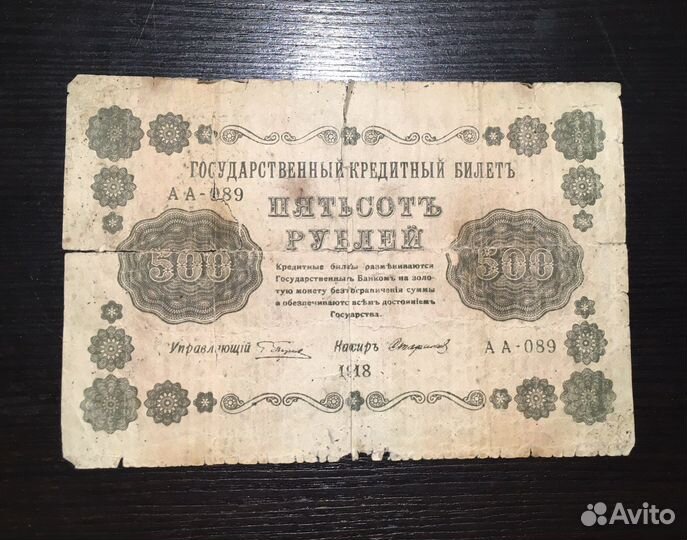 ГОСУДАРСТВЕННЫЙ КРЕДИТНЫЙ БИЛЕТЪ
АА-089
ПЯТЬСОТЪ
РУБЛЕЙ
500
500
Кредитные билеты размѣниваются
Государственнымъ Банкомъ на золо-
тую монету безъ ограниченія суммы
и обезпечиваются всѣмъ достояніемъ
Государства.
Управляющій
Кассиръ
АА-089
1918
Avito